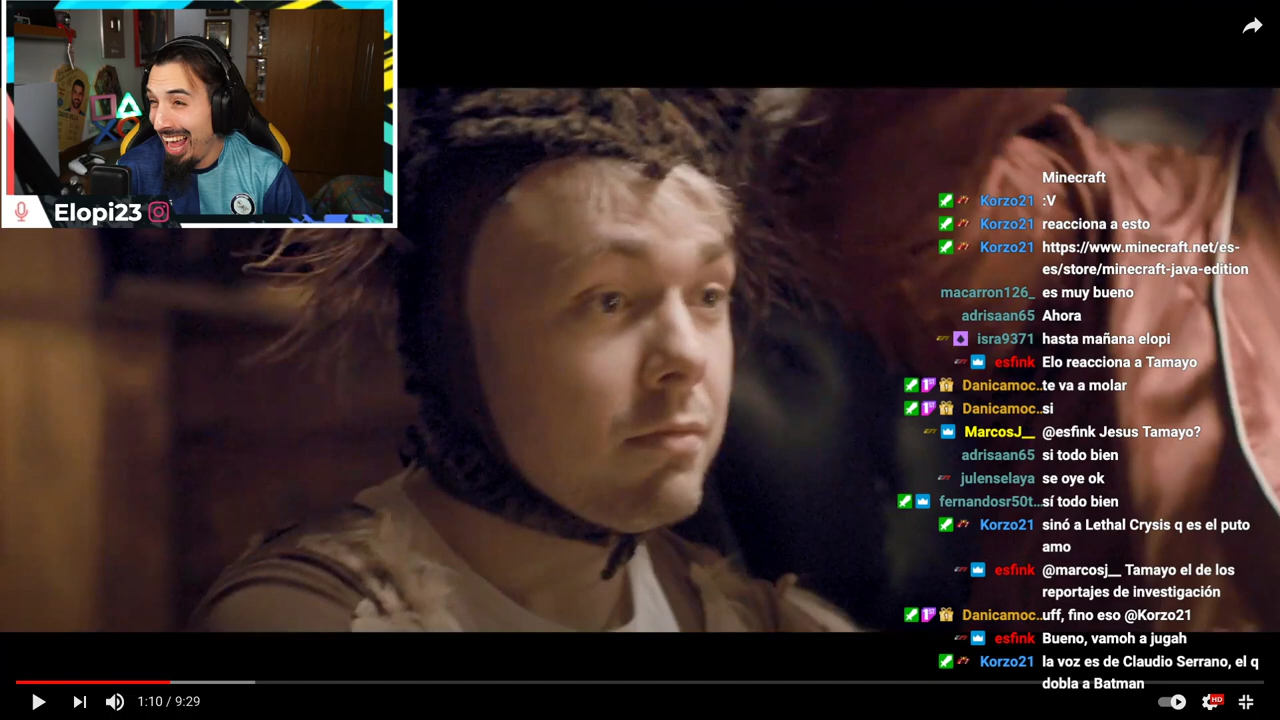 Elopi23
Minecraft
Korzo21 :V
Korzo21 reacciona a esto
Korzo21 https://www.minecraft.net/es-
es/store/minecraft-java-edition
macarron126_ es muy bueno
adrisaan65 Ahora
isra9371 hasta mañana elopi
esfink Elo reacciona a Tamayo
Danicamoc.. te va a molar
Danicamoc.. si
MarcosJ__ @esfink Jesus Tamayo?
adrisaan65 si todo bien
julenselaya se oye ok
fernandosr50t... sí todo bien
Korzo21 sinó a Lethal Crysis q es el puto
amo
esfink @marcosj__ Tamayo el de los
reportajes de investigación
Danicamoc.. uff, fino eso @Korzo21
esfink Bueno, vamoh a jugah
Korzo21 la voz es de Claudio Serrano, el q
dobla a Batman
1:10 / 9:29
HD